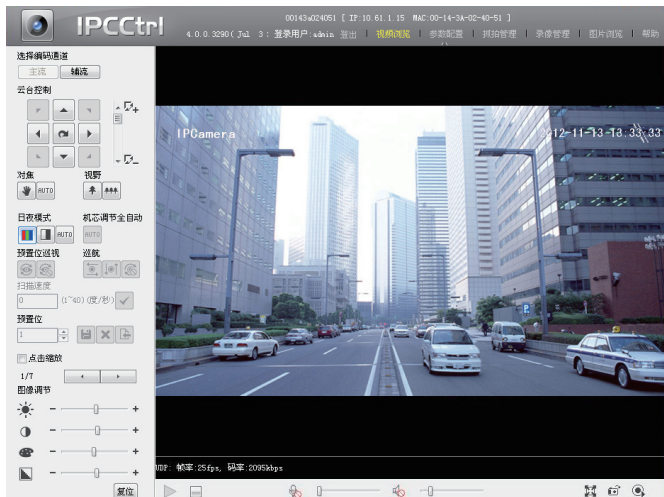 IPCCtrl
00143a024051 [ IP:10.61.1.15 MAC:00-14-3A-02-40-51 ]
4.0.0.3290( Jul 3: 登录用户:admin 登出 | 视频浏览 | 参数配置 | 抓拍管理 | 录像管理 | 图片浏览 | 帮助
选择编码通道
主流 辅流
云台控制
对焦 视野
AUTO
日夜模式 机芯调节全自动
AUTO AUTO
预置位巡视 巡航
扫描速度
0 (1~40)(度/秒)
预置位
1
点击缩放
1/7
图像调节
复位
IPCamera
2012-11-13-13:33:33
P
UDP: 帧率:25fps, 码率:2095kbps